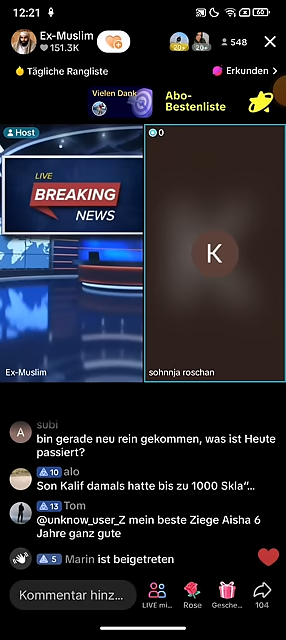 12:21
60
Ex-Muslim
151.3K
20+
20+
548
Tägliche Rangliste
Erkunden >
Vielen Dank
Abo-
Bestenliste
Host
0
LIVE
BREAKING
NEWS
K
Ex-Muslim
sohnnja roschan
subi
A
bin gerade neu rein gekommen, was ist Heute
passiert?
10 alo
Son Kalif damals hatte bis zu 1000 Skla“...
13 Tom
@unknow_user_Z mein beste Ziege Aisha 6
Jahre ganz gute
5 Marin ist beigetreten
Kommentar hinz...
LIVE mi...
Rose
Gesche...
104